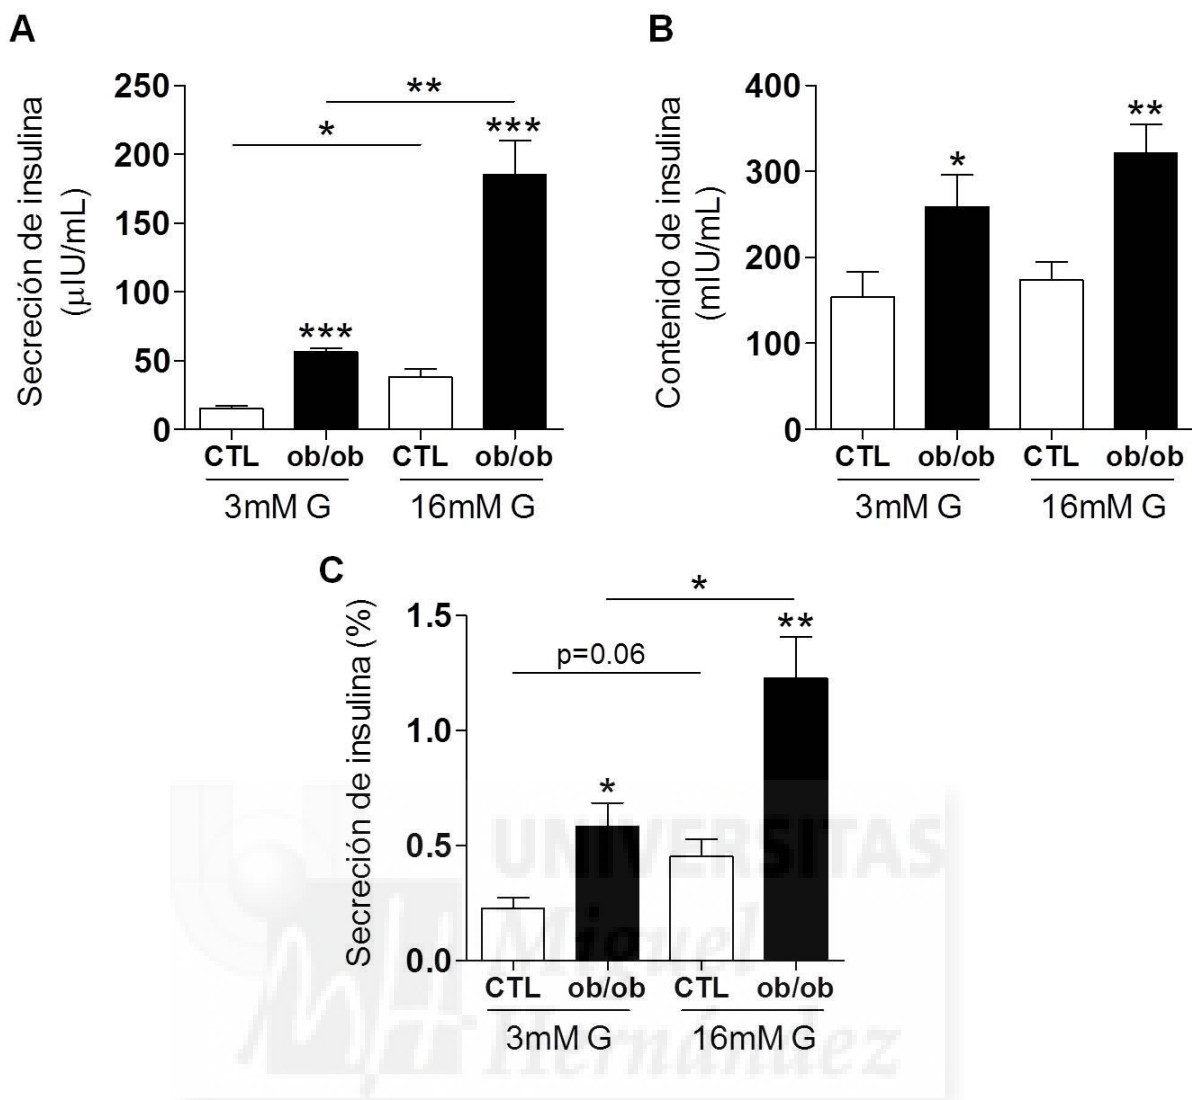 A
Secreción de insulina
(μIU/mL)
250
200
150
100
50
0
**
*
***
***
CTL ob/ob CTL ob/ob
3mM G 16mM G
B
Contenido de insulina
(mIU/mL)
400
300
200
100
0
*
**
CTL ob/ob CTL ob/ob
3mM G 16mM G
C
Secreción de insulina (%)
1.5
1.0
0.5
0.0
*
p=0.06
**
*
CTL ob/ob CTL ob/ob
3mM G 16mM G
UNIVERSITAS
Miguel
Hernández